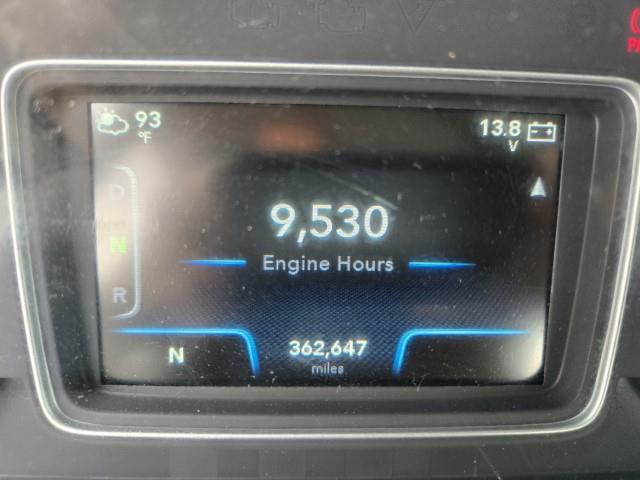 93
°F
13.8
V
D
N
R
9,530
Engine Hours
N
362,647
miles